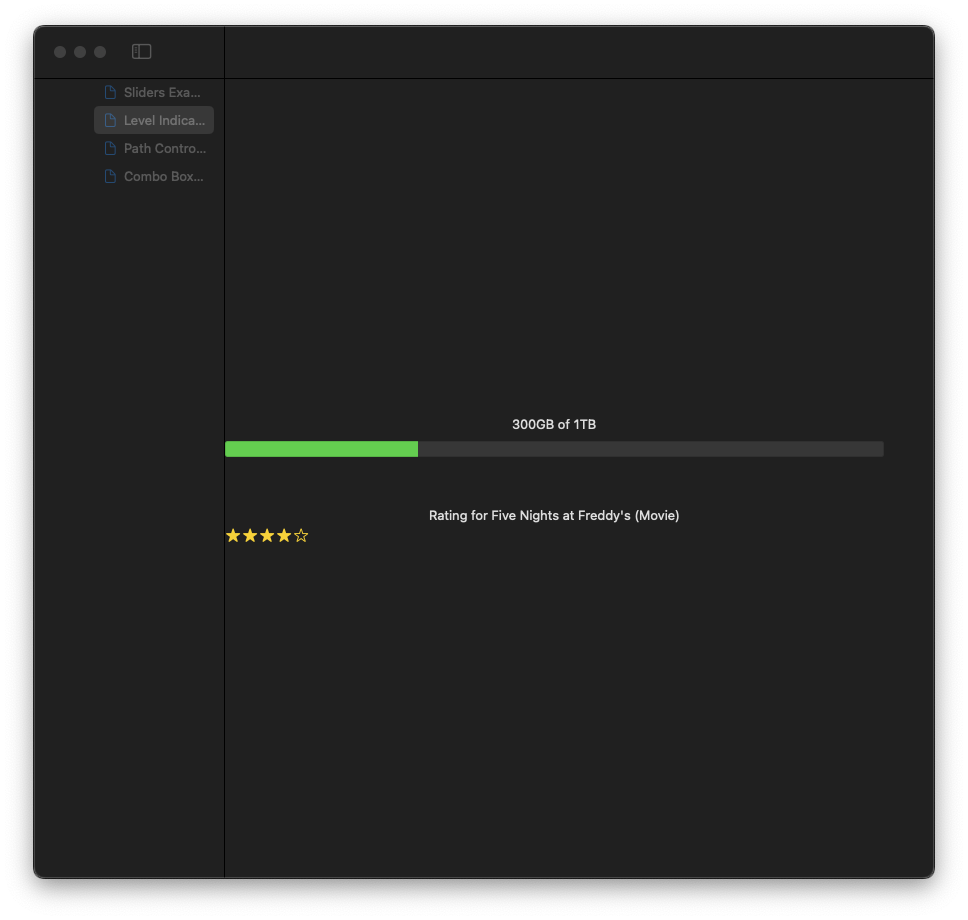 Sliders Exa...
Level Indica...
Path Contro...
Combo Box...
300GB of 1TB
Rating for Five Nights at Freddy's (Movie)